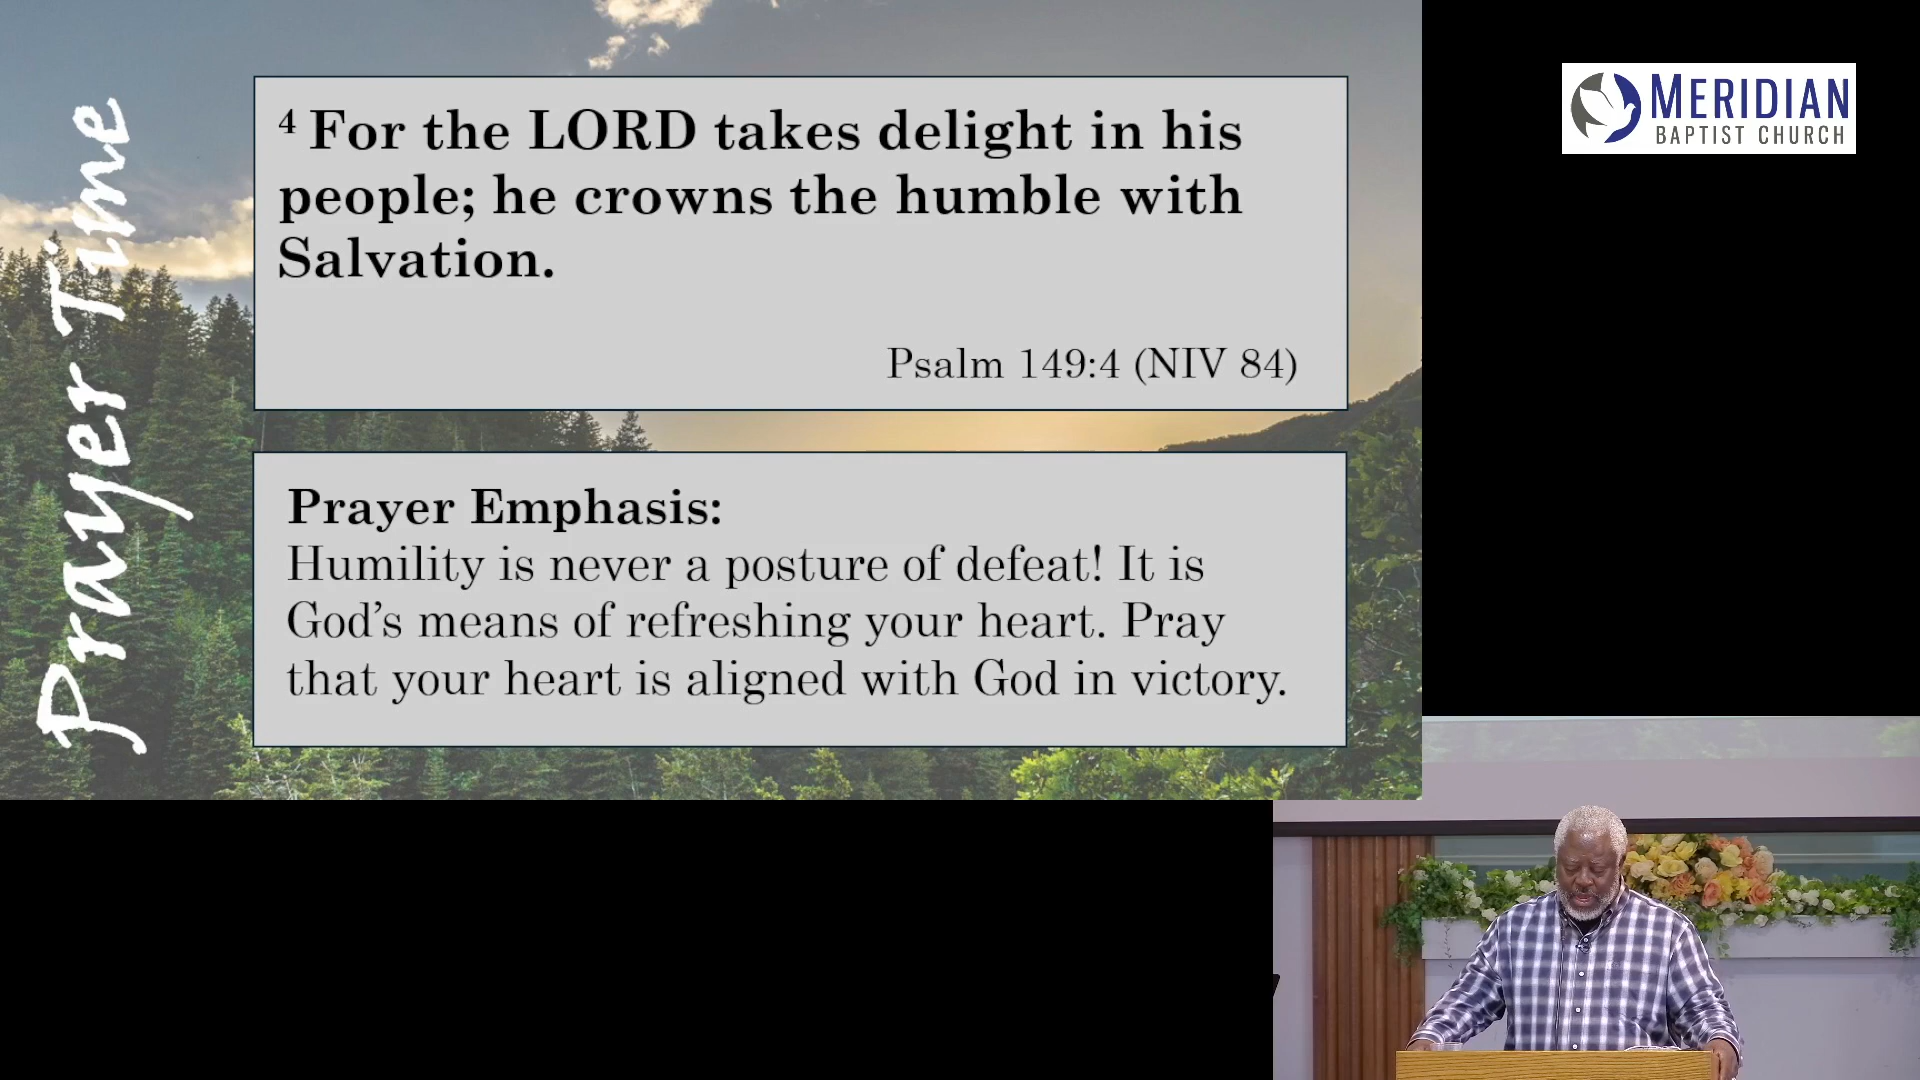 Prayer Time
4 For the LORD takes delight in his
people; he crowns the humble with
Salvation.
Psalm 149:4 (NIV 84)
Prayer Emphasis:
Humility is never a posture of defeat! It is
God’s means of refreshing your heart. Pray
that your heart is aligned with God in victory.
MERIDIAN
BAPTIST CHURCH